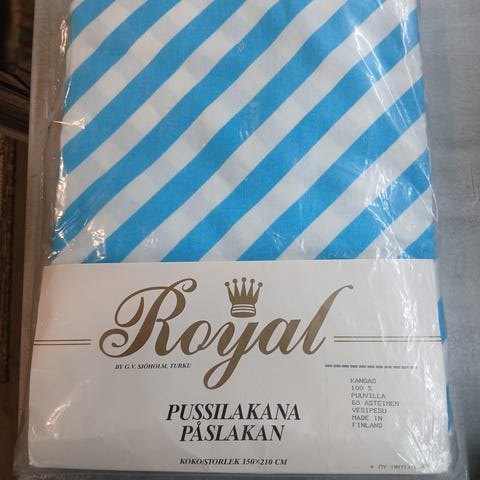 Royal
BY G. V. SJÖHOLM, TURKU
PUSSILAKANA
PÅSLAKAN
KOKO/STORLEK 150×210 CM
KANGAS
100 %
PUUVILLA
60 ASTEINEN
VESIPESU
MADE IN
FINLAND